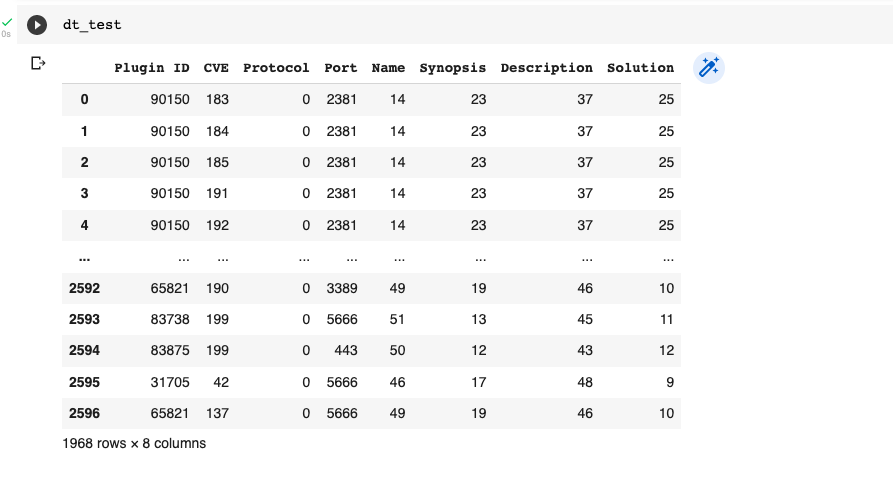 dt_test
0s
Plugin ID CVE Protocol Port Name Synopsis Description Solution
0 90150 183 0 2381 14 23 37 25
1 90150 184 0 2381 14 23 37 25
2 90150 185 0 2381 14 23 37 25
3 90150 191 0 2381 14 23 37 25
4 90150 192 0 2381 14 23 37 25
... ... ... ... ... ... ... ... ...
2592 65821 190 0 3389 49 19 46 10
2593 83738 199 0 5666 51 13 45 11
2594 83875 199 0 443 50 12 43 12
2595 31705 42 0 5666 46 17 48 9
2596 65821 137 0 5666 49 19 46 10
1968 rows × 8 columns